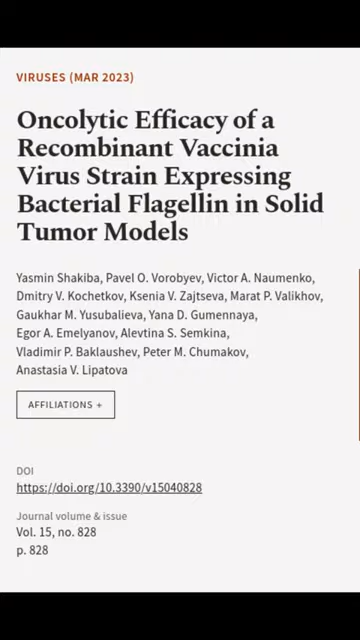 VIRUSES (MAR 2023)
Oncolytic Efficacy of a
Recombinant Vaccinia
Virus Strain Expressing
Bacterial Flagellin in Solid
Tumor Models
Yasmin Shakiba, Pavel O. Vorobyev, Victor A. Naumenko,
Dmitry V. Kochetkov, Ksenia V. Zajtseva, Marat P. Valikhov,
Gaukhar M. Yusubalieva, Yana D. Gumennaya,
Egor A. Emelyanov, Alevtina S. Semkina,
Vladimir P. Baklaushev, Peter M. Chumakov,
Anastasia V. Lipatova
AFFILIATIONS +
DOI
https://doi.org/10.3390/v15040828
Journal volume & issue
Vol. 15, no. 828
p. 828